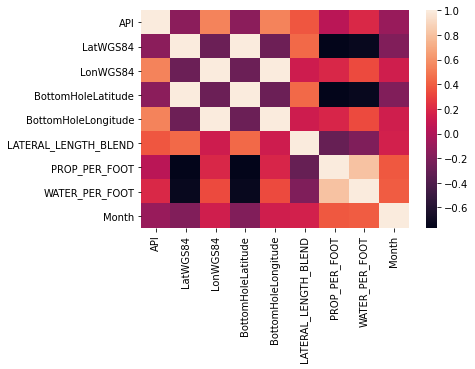 API
LatWGS84
LonWGS84
BottomHoleLatitude
BottomHoleLongitude
LATERAL_LENGTH_BLEND
PROP_PER_FOOT
WATER_PER_FOOT
Month
API
LatWGS84
LonWGS84
BottomHoleLatitude
BottomHoleLongitude
LATERAL_LENGTH_BLEND
PROP_PER_FOOT
WATER_PER_FOOT
Month
1.0
0.8
0.6
0.4
0.2
0.0
−0.2
−0.4
−0.6